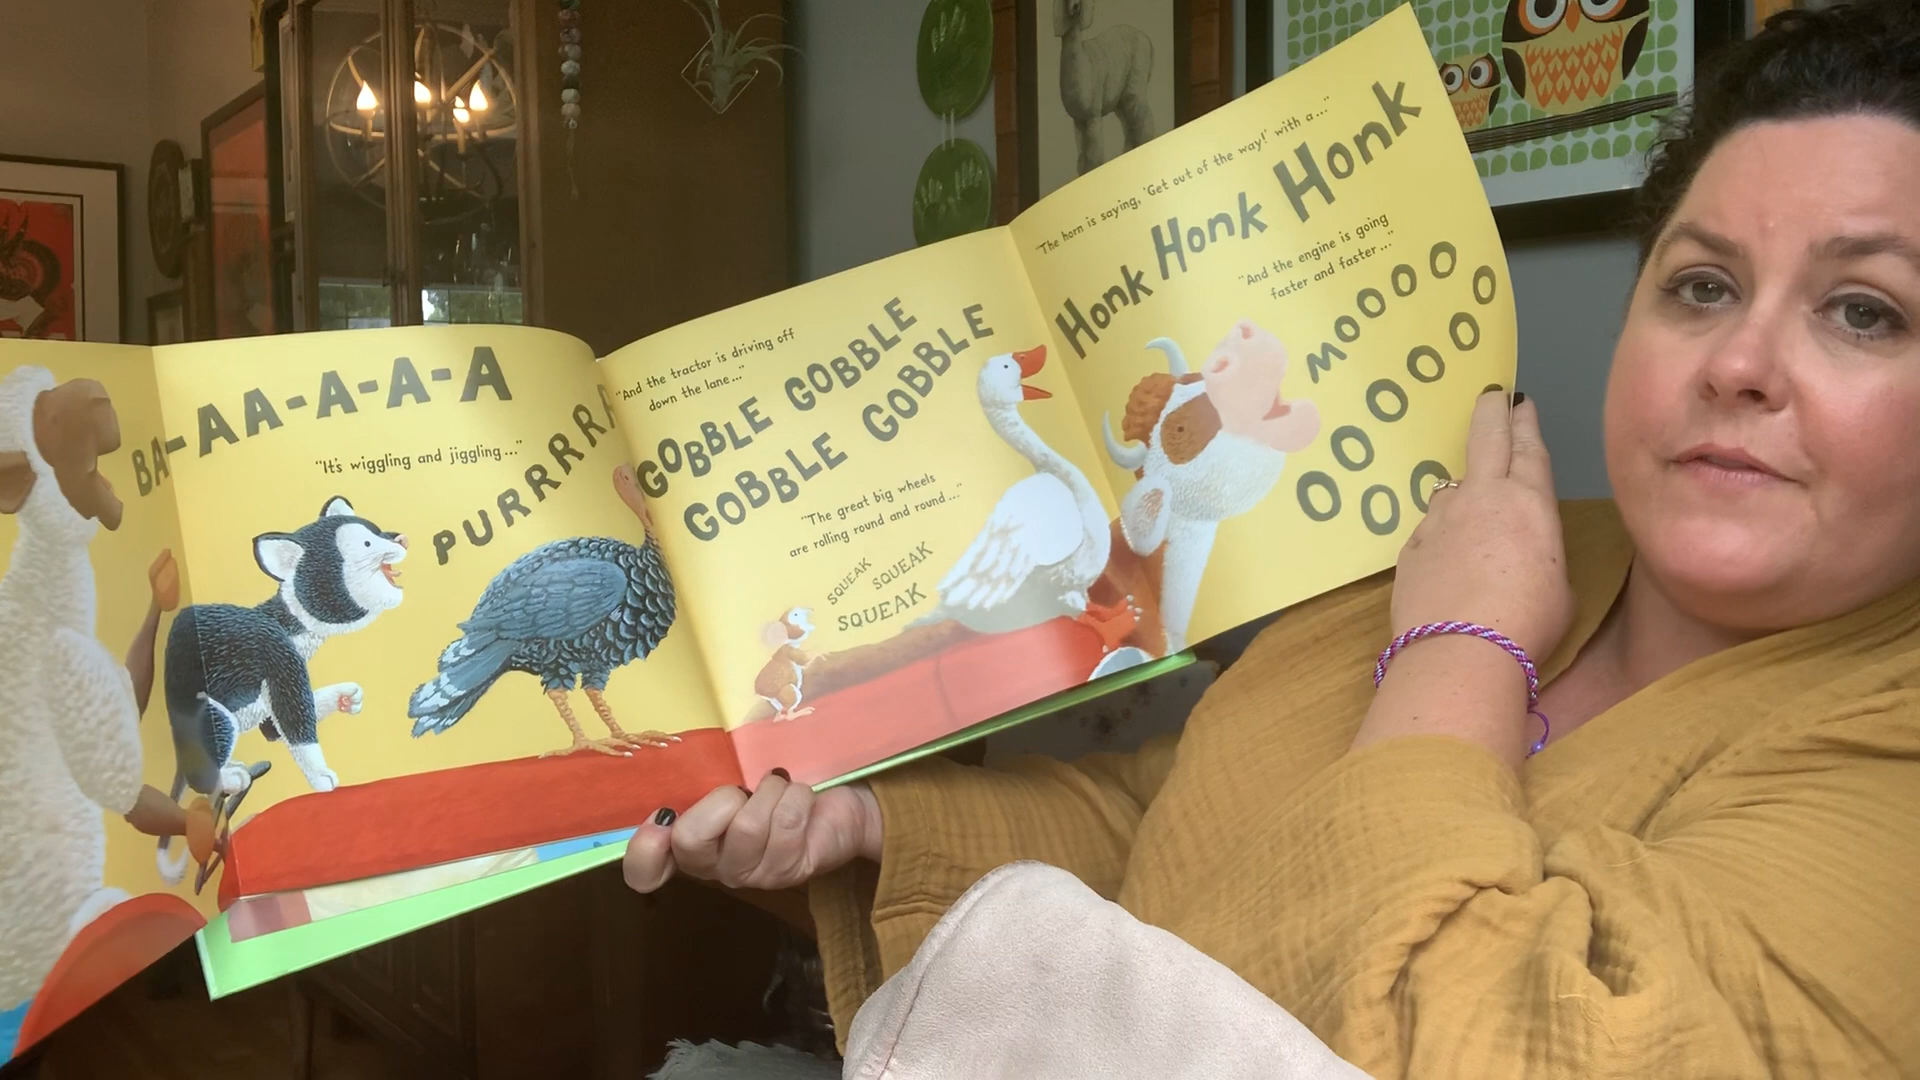 BA-AA-A-A-A
"It's wiggling and jiggling..."
PURRRRR
"And the tractor is driving off
down the lane..."
GOBBLE GOBBLE
GOBBLE GOBBLE
"The great big wheels
are rolling round and round..."
SQUEAK SQUEAK
SQUEAK
"The horn is saying, 'Get out of the way!' with a..."
Honk Honk Honk
"And the engine is going
faster and faster..."
MOOOO
OOOOO
OOO